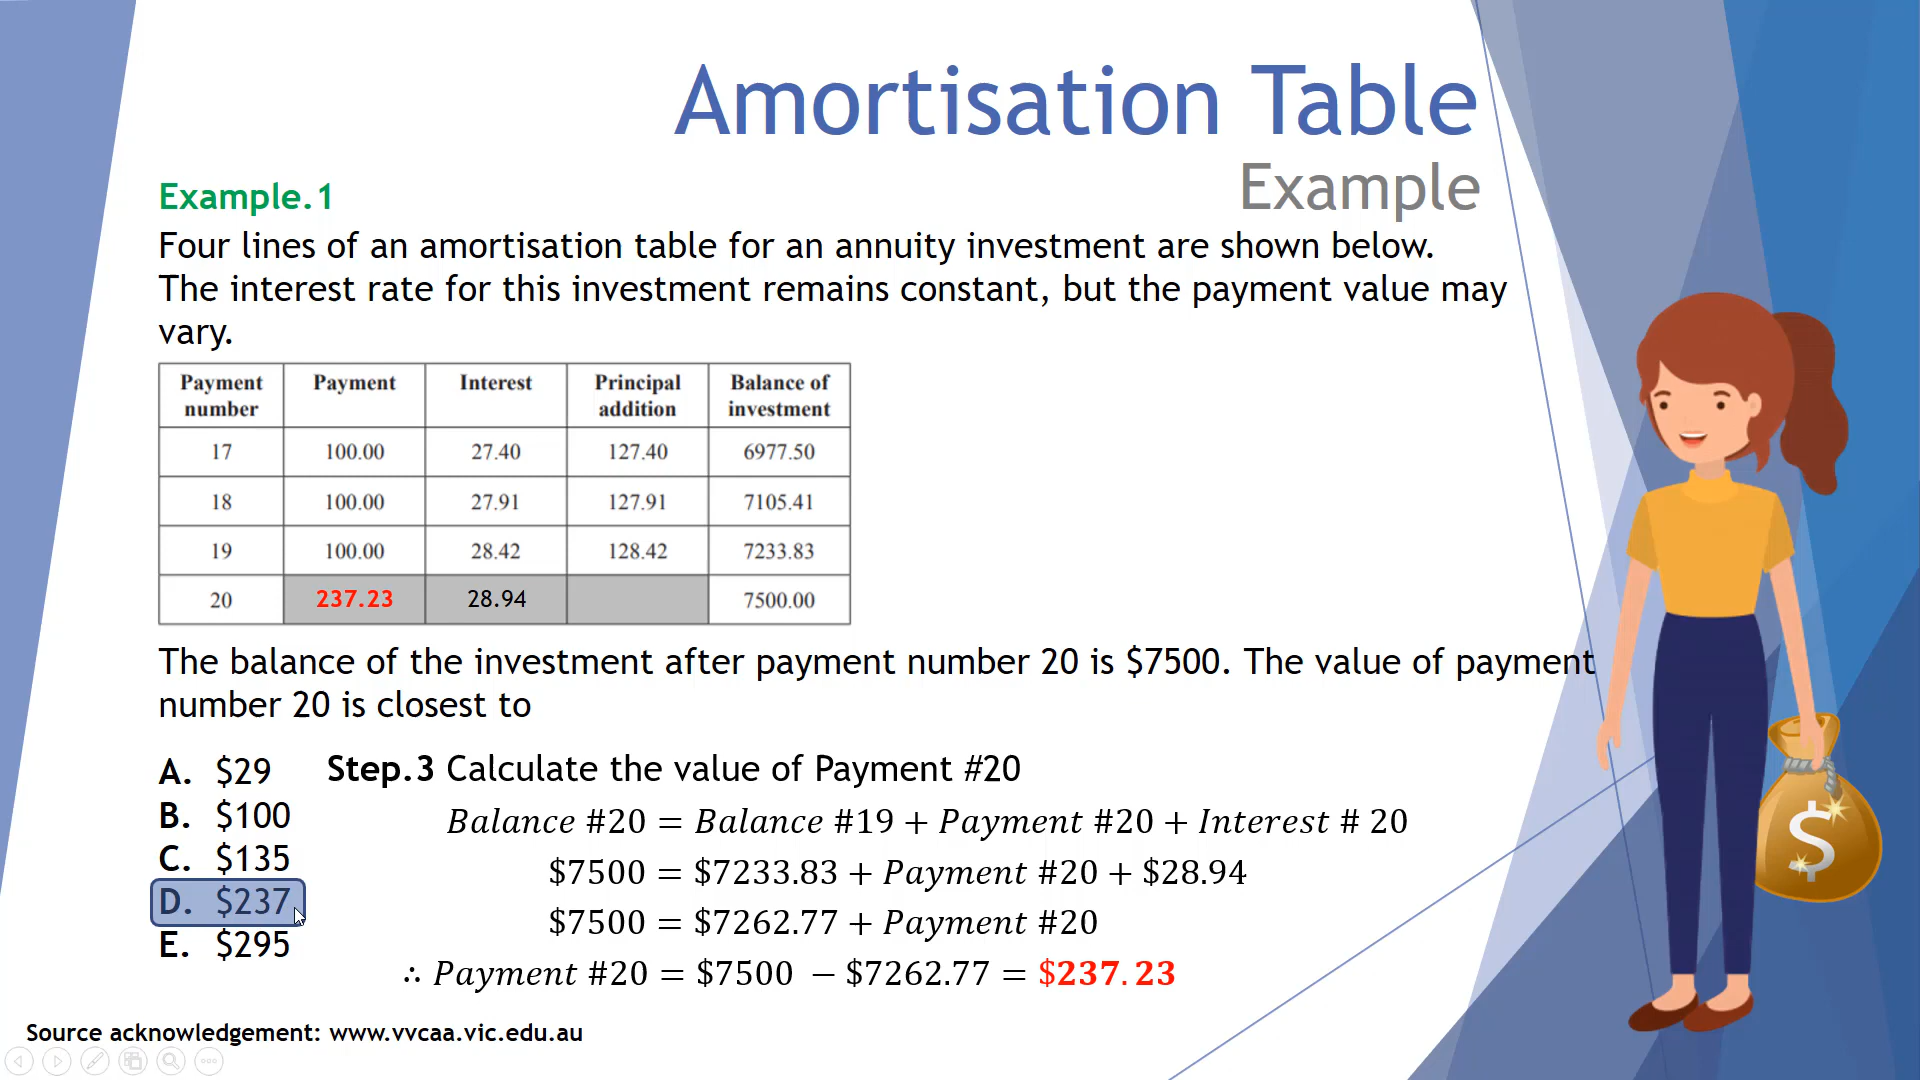 Amortisation Table
Example
Example.1
Four lines of an amortisation table for an annuity investment are shown below.
The interest rate for this investment remains constant, but the payment value may
vary.
Payment number Payment Interest Principal addition Balance of investment
17 100.00 27.40 127.40 6977.50
18 100.00 27.91 127.91 7105.41
19 100.00 28.42 128.42 7233.83
20 237.23 28.94 7500.00
The balance of the investment after payment number 20 is $7500. The value of payment
number 20 is closest to
A. $29
B. $100
C. $135
D. $237
E. $295
Step.3 Calculate the value of Payment #20
Balance #20 = Balance #19 + Payment #20 + Interest # 20
$7500 = $7233.83 + Payment #20 + $28.94
$7500 = $7262.77 + Payment #20
∴ Payment #20 = $7500 − $7262.77 = $237.23
$
Source acknowledgement: www.vvcaa.vic.edu.au